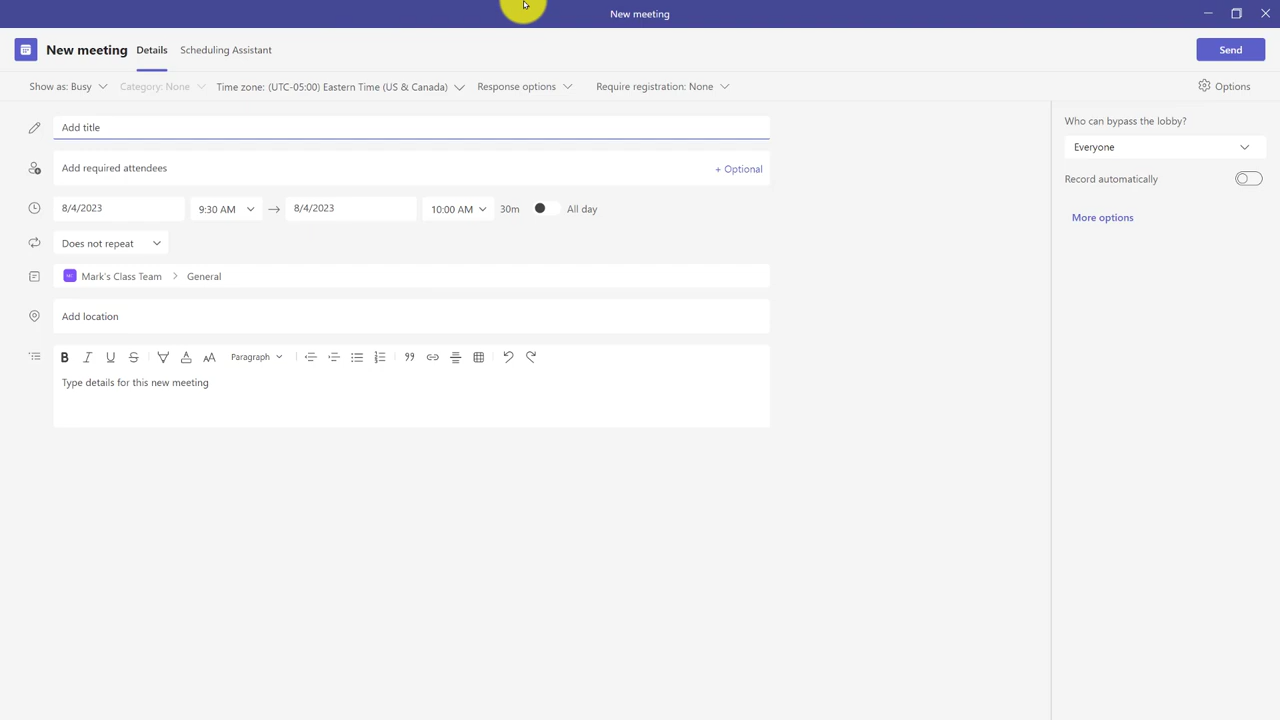 New meeting
New meeting
Details
Scheduling Assistant
Send
Show as: Busy
Category: None
Time zone: (UTC-05:00) Eastern Time (US & Canada)
Response options
Require registration: None
Options
Add title
Add required attendees
+ Optional
8/4/2023
9:30 AM
8/4/2023
10:00 AM
30m
All day
Does not repeat
Mark's Class Team
General
Add location
B
I
U
S
A
AA
Paragraph
Type details for this new meeting
Who can bypass the lobby?
Everyone
Record automatically
More options